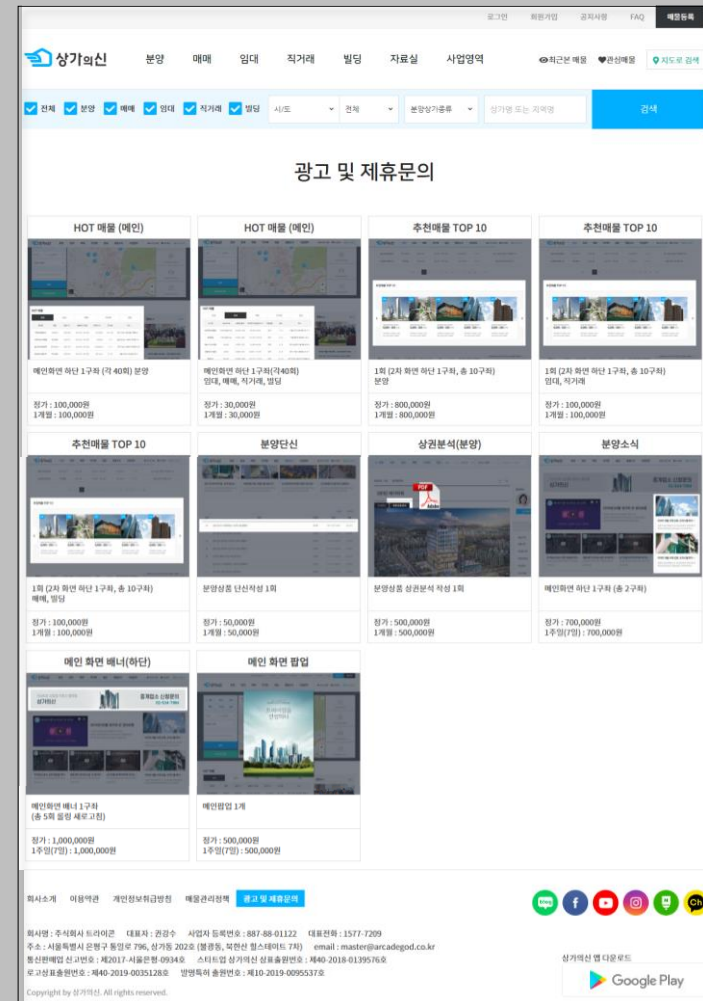 로그인 회원가입 공지사항 FAQ 매물등록
상가의신 분양 매매 임대 직거래 빌딩 자료실 사업영역 최근본 매물 관심매물 지도로 검색
전체 분양 매매 임대 직거래 빌딩 시/도 전체 분양상가종류 상가명 또는 지역명 검색
광고 및 제휴문의
HOT 매물 (메인) HOT 매물 (메인) 추천매물 TOP 10 추천매물 TOP 10
메인화면 하단 1구좌 (각 40회) 분양
정가 : 100,000원
1개월 : 100,000원
메인화면 하단 1구좌(각40회)
임대, 매매, 직거래, 빌딩
정가 : 30,000원
1개월 : 30,000원
1회 (2차 화면 하단 1구좌, 총 10구좌)
분양
정가 : 800,000원
1개월 : 800,000원
1회 (2차 화면 하단 1구좌, 총 10구좌)
임대, 직거래
정가 : 100,000원
1개월 : 100,000원
추천매물 TOP 10 분양단신 상권분석(분양) 분양소식
PDF
Adobe
중개업소 신청문의
1회 (2차 화면 하단 1구좌, 총 10구좌)
매매, 빌딩
정가 : 100,000원
1개월 : 100,000원
분양상품 단신작성 1회
정가 : 50,000원
1개월 : 50,000원
분양상품 상권분석 작성 1회
정가 : 500,000원
1개월 : 500,000원
메인화면 하단 1구좌 (총 2구좌)
정가 : 700,000원
1주일(7일) : 700,000원
메인 화면 배너(하단) 메인 화면 팝업
상가의신 중개업소 신청문의
메인화면 배너 1구좌
(총 5회 롤링 새로고침)
정가 : 1,000,000원
1주일(7일) : 1,000,000원
메인팝업 1개
정가 : 500,000원
1주일(7일) : 500,000원
회사소개 이용약관 개인정보취급방침 매물관리정책 광고 및 제휴문의
blog Ch
회사명 : 주식회사 트라이콘 대표자 : 권강수 사업자 등록번호 : 887-88-01122 대표전화 : 1577-7209
주소 : 서울특별시 은평구 통일로 796, 상가동 202호 (불광동, 북한산 힐스테이트 7차) email : master@arcadegod.co.kr
통신판매업 신고번호 : 제2017-서울은평-0934호 스타트업 상가의신 상표출원번호 : 제40-2018-0139576호
로고상표출원번호 : 제40-2019-0035128호 발명특허 출원번호 : 제10-2019-0095537호
Copyright by 상가의신. All rights reserved.
상가의신 앱 다운로드
Google Play